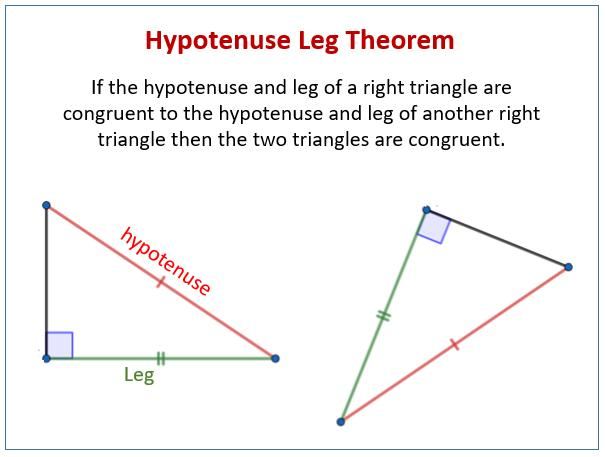 Hypotenuse Leg Theorem
If the hypotenuse and leg of a right triangle are
congruent to the hypotenuse and leg of another right
triangle then the two triangles are congruent.
hypotenuse
Leg